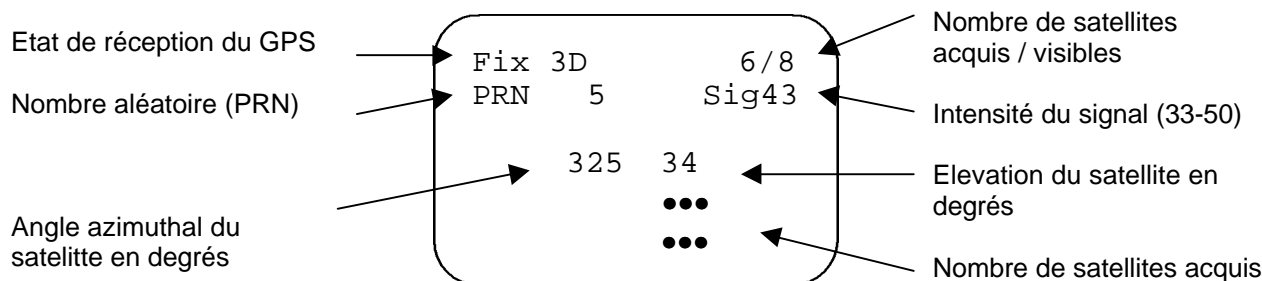 Etat de réception du GPS
Nombre aléatoire (PRN)
Angle azimuthal du
satelitte en degrés
Fix 3D 6/8
PRN 5 Sig43
325 34
•••
•••
Nombre de satellites
acquis / visibles
Intensité du signal (33-50)
Elevation du satellite en
degrés
Nombre de satellites acquis